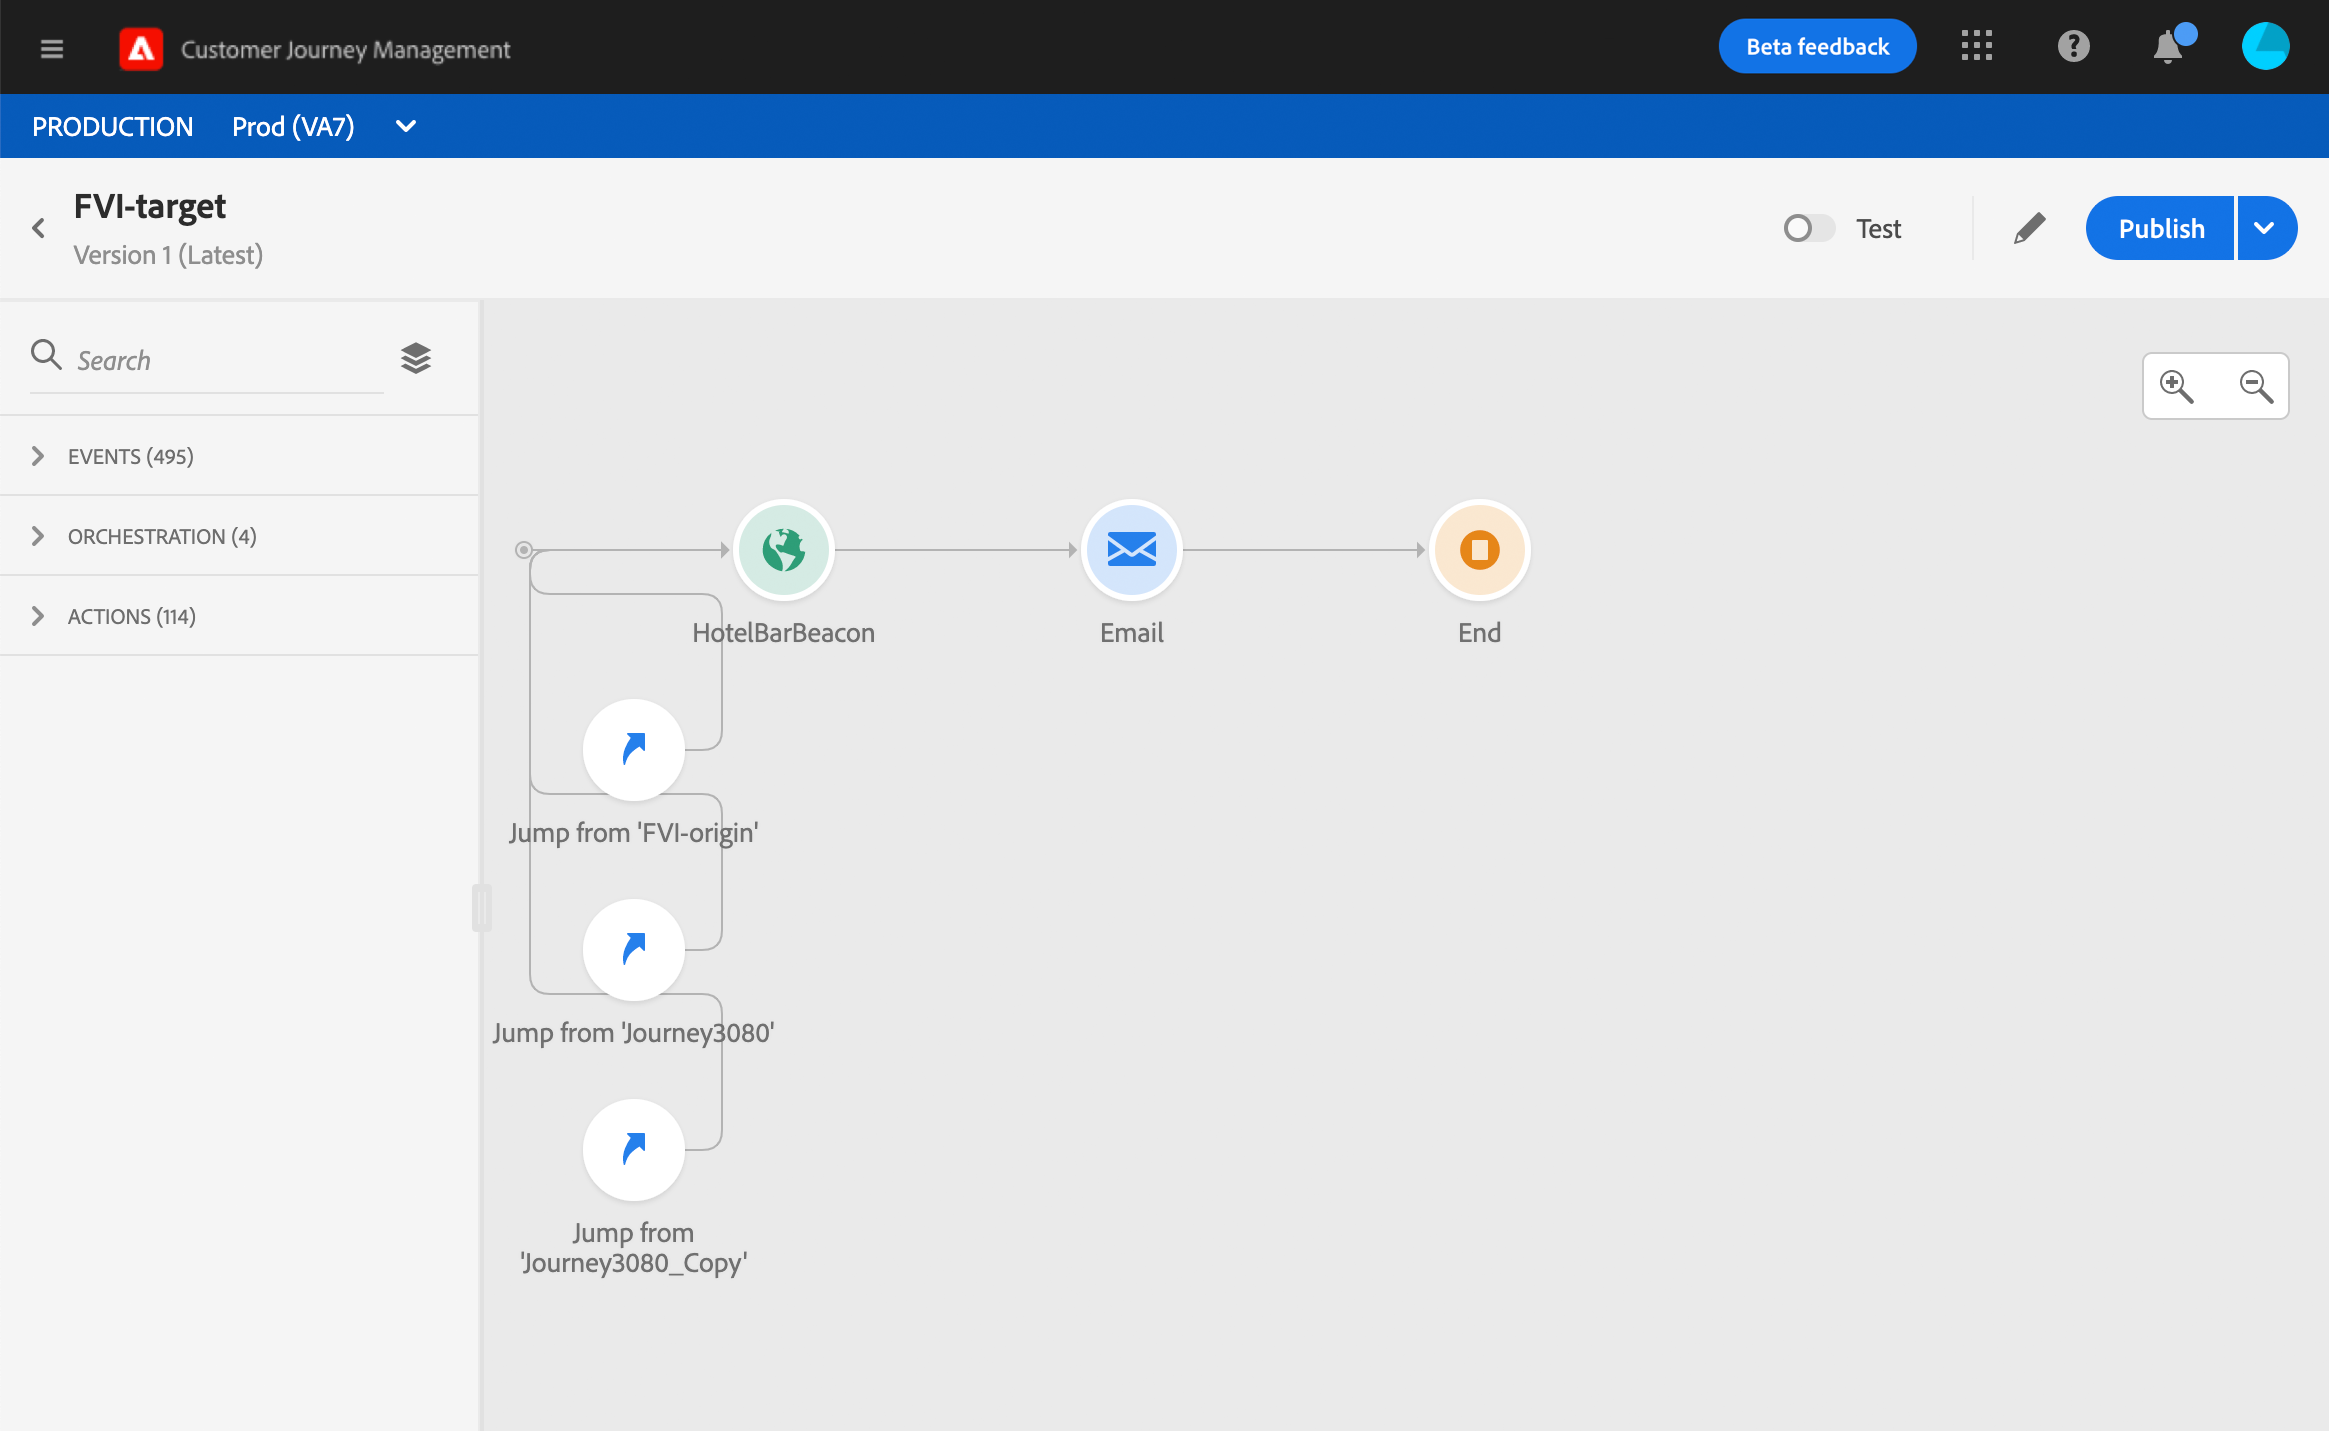 Customer Journey Management
Beta feedback
PRODUCTION Prod (VA7)
FVI-target
Version 1 (Latest)
Test
Publish
Search
EVENTS (495)
ORCHESTRATION (4)
ACTIONS (114)
HotelBarBeacon
Email
End
Jump from 'FVI-origin'
Jump from 'Journey3080'
Jump from
'Journey3080_Copy'